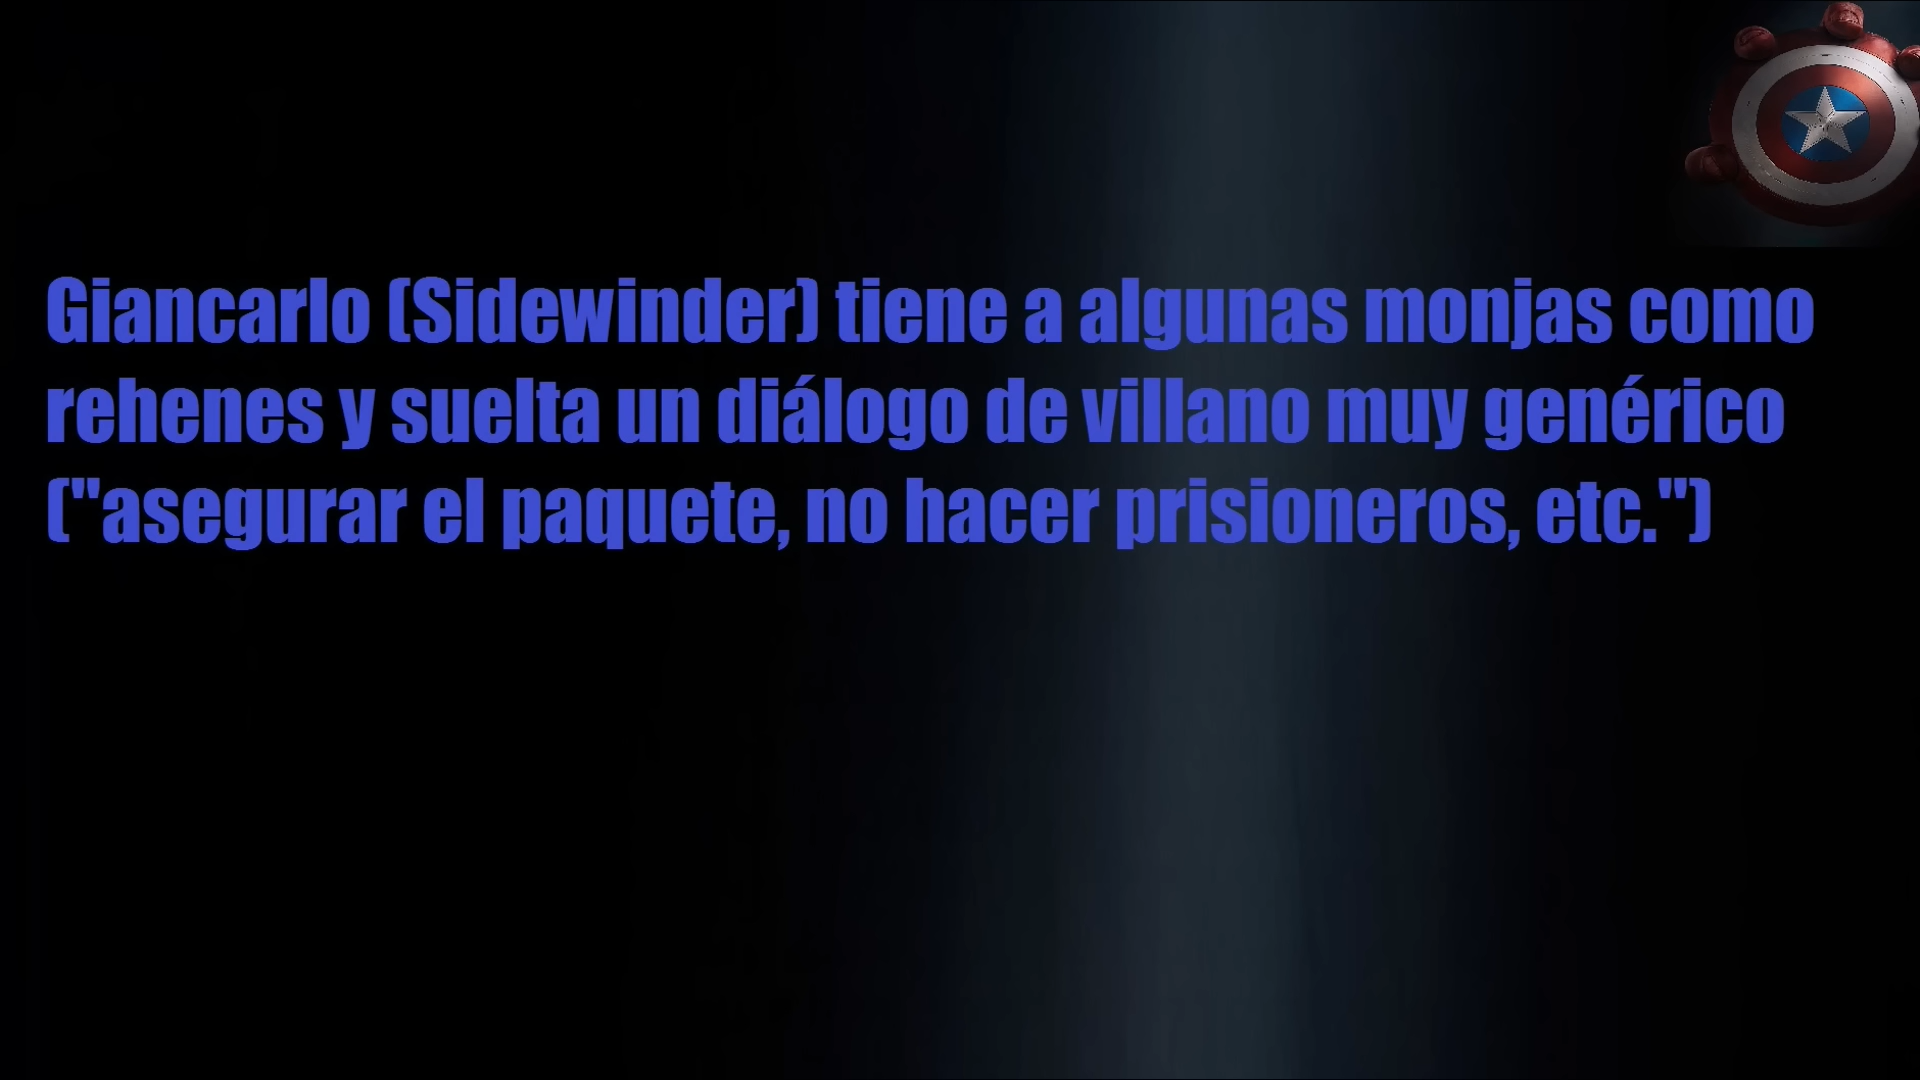 Giancarlo (Sidewinder) tiene a algunas monjas como
rehenes y suelta un diálogo de villano muy genérico
("asegurar el paquete, no hacer prisioneros, etc.")